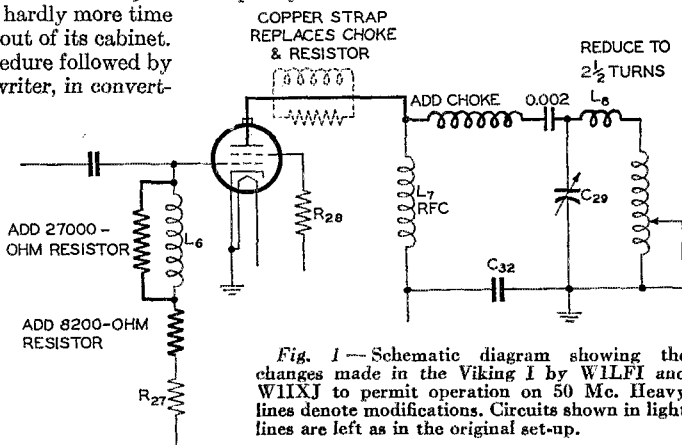 hardly more time
out of its cabinet.
edure followed by
writer, in convert-
COPPER STRAP
REPLACES CHOKE
& RESISTOR
REDUCE TO
2½ TURNS
L8
ADD CHOKE
0.002
L7
RFC
C29
R28
C32
ADD 27000-
OHM RESISTOR
L6
ADD 8200-OHM
RESISTOR
R27
Fig. 1 — Schematic diagram showing the
changes made in the Viking I by W1LFI and
W1IXJ to permit operation on 50 Mc. Heavy
lines denote modifications. Circuits shown in light
lines are left as in the original set-up.